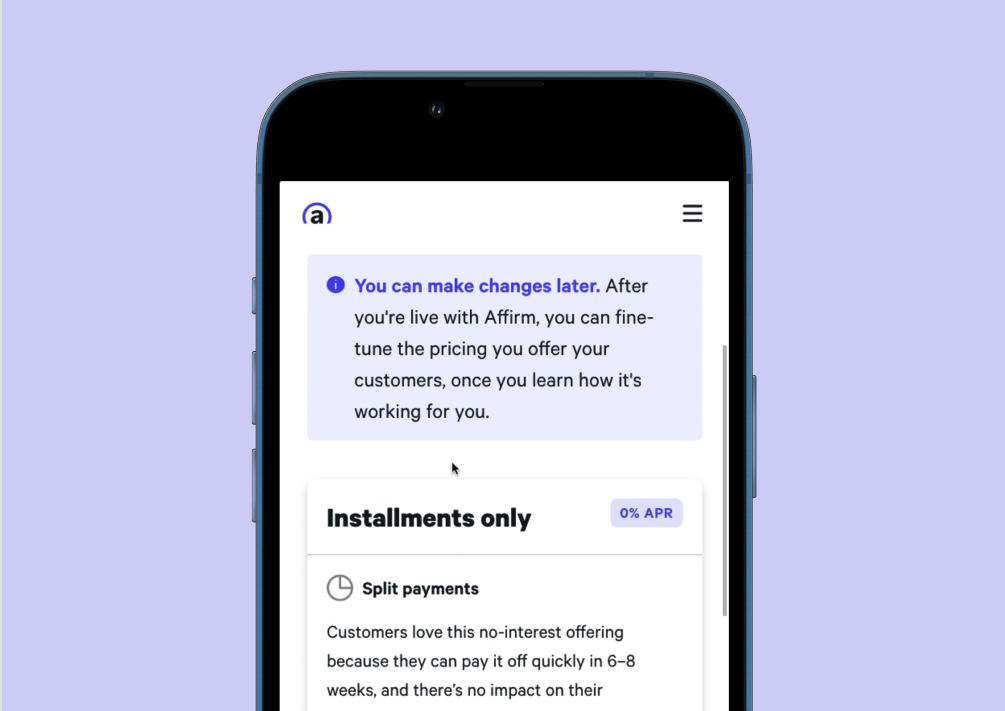 a
You can make changes later. After
you're live with Affirm, you can fine-
tune the pricing you offer your
customers, once you learn how it's
working for you.
Installments only
0% APR
Split payments
Customers love this no-interest offering
because they can pay it off quickly in 6–8
weeks, and there’s no impact on their